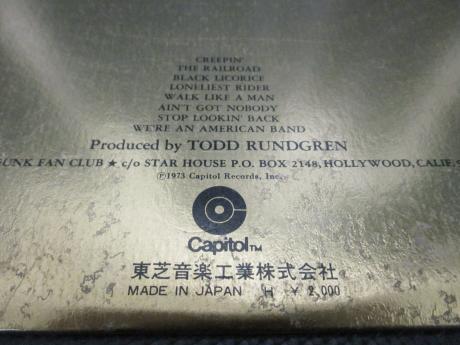 CREEPIN'
THE RAILROAD
BLACK LICORICE
LONELIEST RIDER
WALK LIKE A MAN
AIN'T GOT NOBODY
STOP LOOKIN' BACK
WE'RE AN AMERICAN BAND
Produced by TODD RUNDGREN
FUNK FAN CLUB ★ c/o STAR HOUSE P.O. BOX 2148, HOLLYWOOD, CALIF.
Ⓟ1973 Capitol Records, Inc.
Capitol™
東芝音楽工業株式会社
MADE IN JAPAN H ¥ 2,000